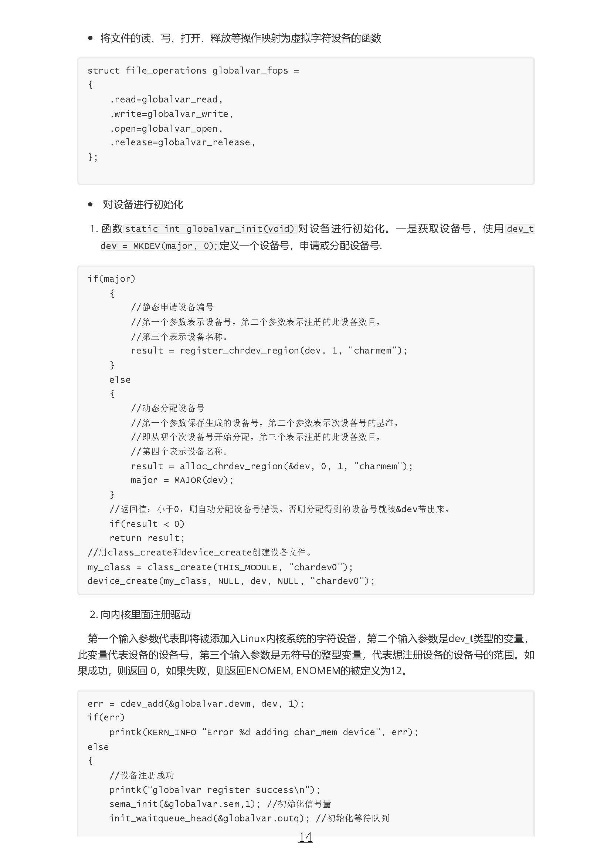 • 将文件的读、写、打开、释放等操作映射为虚拟字符设备的函数
struct file_operations globalvar_fops =
{
    .read=globalvar_read,
    .write=globalvar_write,
    .open=globalvar_open,
    .release=globalvar_release,
};
• 对设备进行初始化
1. 函数 static int globalvar_init(void) 对设备进行初始化。一是获取设备号，使用 dev_t
dev = MKDEV(major, 0); 定义一个设备号，申请或分配设备号.
if(major)
    {
        //静态申请设备编号
        //第一个参数表示设备号，第二个参数表示注册的此设备数目，
        //第三个表示设备名称。
        result = register_chrdev_region(dev, 1, "charmem");
    }
    else
    {
        //动态分配设备号
        //第一个参数保存生成的设备号，第二个参数表示次设备号的基准，
        //即从哪个次设备号开始分配，第三个表示注册的此设备数目，
        //第四个表示设备名称。
        result = alloc_chrdev_region(&dev, 0, 1, "charmem");
        major = MAJOR(dev);
    }
    //返回值：小于0，则自动分配设备号错误。否则分配得到的设备号就被&dev带出来。
    if(result < 0)
    return result;
//用class_create和device_create创建设备文件。
my_class = class_create(THIS_MODULE, "chardev0");
device_create(my_class, NULL, dev, NULL, "chardev0");
2. 向内核里面注册驱动
第一个输入参数代表即将被添加入Linux内核系统的字符设备，第二个输入参数是dev_t类型的变量，
此变量代表设备的设备号，第三个输入参数是无符号的整型变量，代表想注册设备的设备号的范围。如
果成功，则返回 0，如果失败，则返回ENOMEM, ENOMEM的被定义为12。
err = cdev_add(&globalvar.devm, dev, 1);
if(err)
    printk(KERN_INFO "Error %d adding char_mem device", err);
else
{
    //设备注册成功
    printk("globalvar register success\n");
    sema_init(&globalvar.sem,1); //初始化信号量
    init_waitqueue_head(&globalvar.outq); //初始化等待队列
14